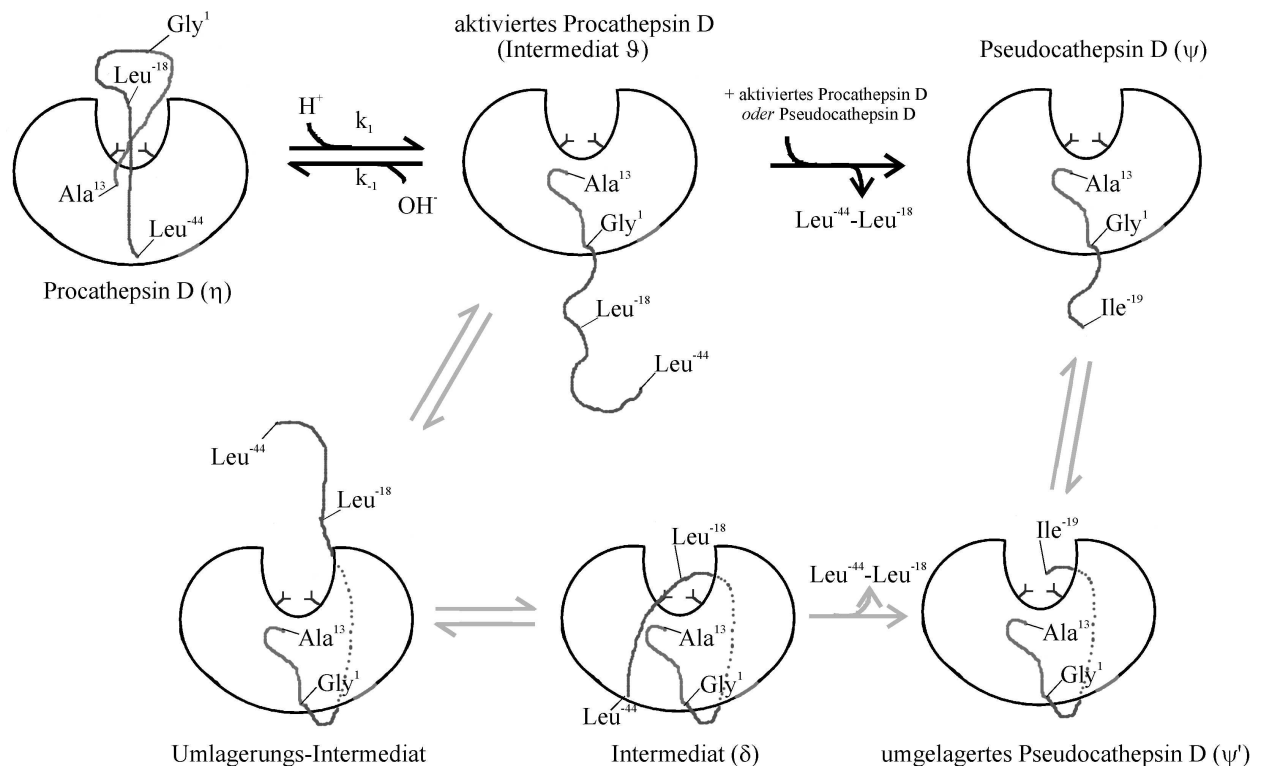 Gly¹
Leu⁻¹⁸
Ala¹³
Leu⁻⁴⁴
Procathepsin D (η)
H⁺
k₁
k₋₁
OH⁻
aktiviertes Procathepsin D
(Intermediat ϑ)
Ala¹³
Gly¹
Leu⁻¹⁸
Leu⁻⁴⁴
+ aktiviertes Procathepsin D
oder Pseudocathepsin D
Leu⁻⁴⁴-Leu⁻¹⁸
Pseudocathepsin D (ψ)
Ala¹³
Gly¹
Ile⁻¹⁹
Leu⁻⁴⁴
Leu⁻¹⁸
Ala¹³
Gly¹
Umlagerungs-Intermediat
Leu⁻¹⁸
Ala¹³
Gly¹
Leu⁻⁴⁴
Intermediat (δ)
Leu⁻⁴⁴-Leu⁻¹⁸
Ile⁻¹⁹
Ala¹³
Gly¹
umgelagertes Pseudocathepsin D (ψ')